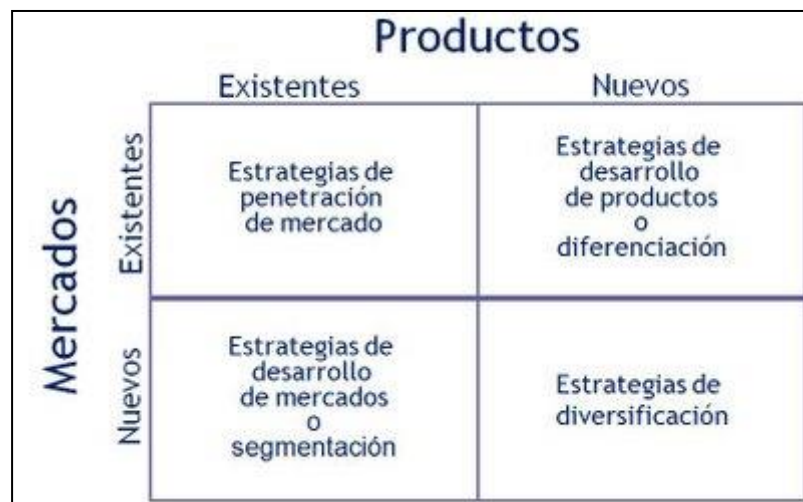 Productos
Existentes
Nuevos
Mercados
Existentes
Estrategias de
penetración
de mercado
Estrategias de
desarrollo
de productos
o
diferenciación
Nuevos
Estrategias de
desarrollo
de mercados
o
segmentación
Estrategias de
diversificación